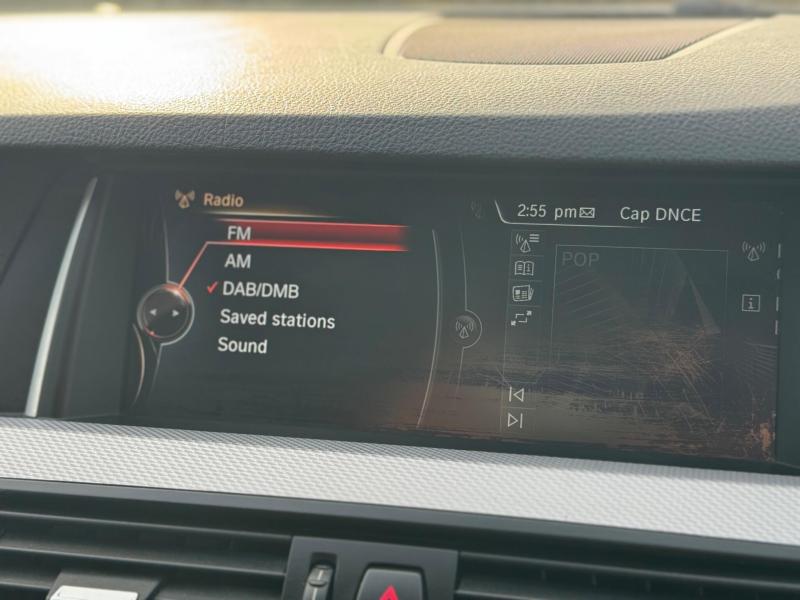 Radio
FM
AM
DAB/DMB
Saved stations
Sound
2:55 pm
Cap DNCE
POP